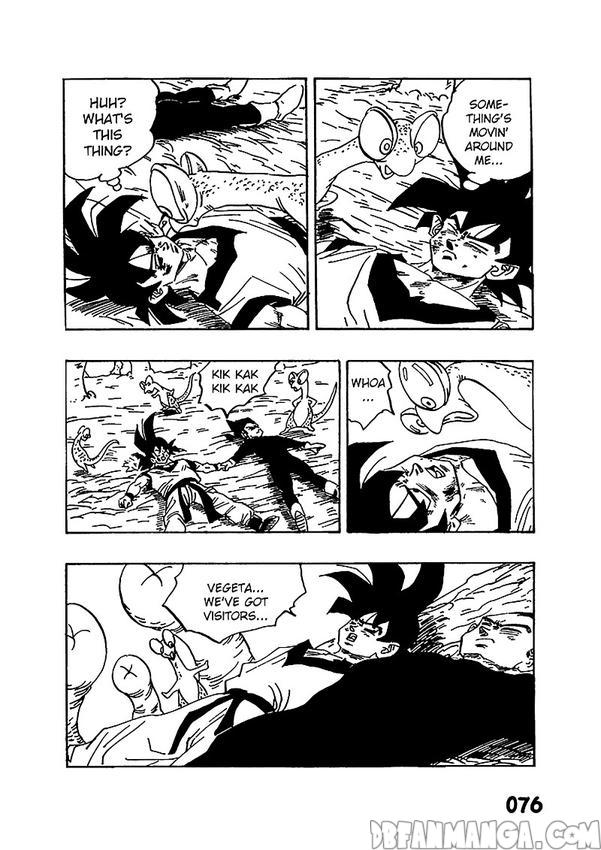 SOME-
THING'S
MOVIN'
AROUND
ME...
HUH?
WHAT'S
THIS
THING?
WHOA
...
KIK KAK
KIK KAK
VEGETA...
WE'VE GOT
VISITORS...
076
DBFANMANGA.COM